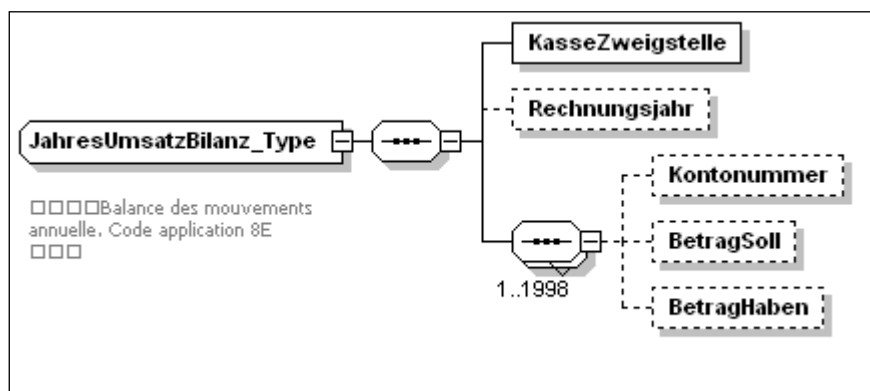 KasseZweigstelle
Rechnungsjahr
JahresUmsatzBilanz_Type
Kontonummer
□□□□Balance des mouvements
annuelle. Code application 8E
□□□
BetragSoll
1..1998
BetragHaben